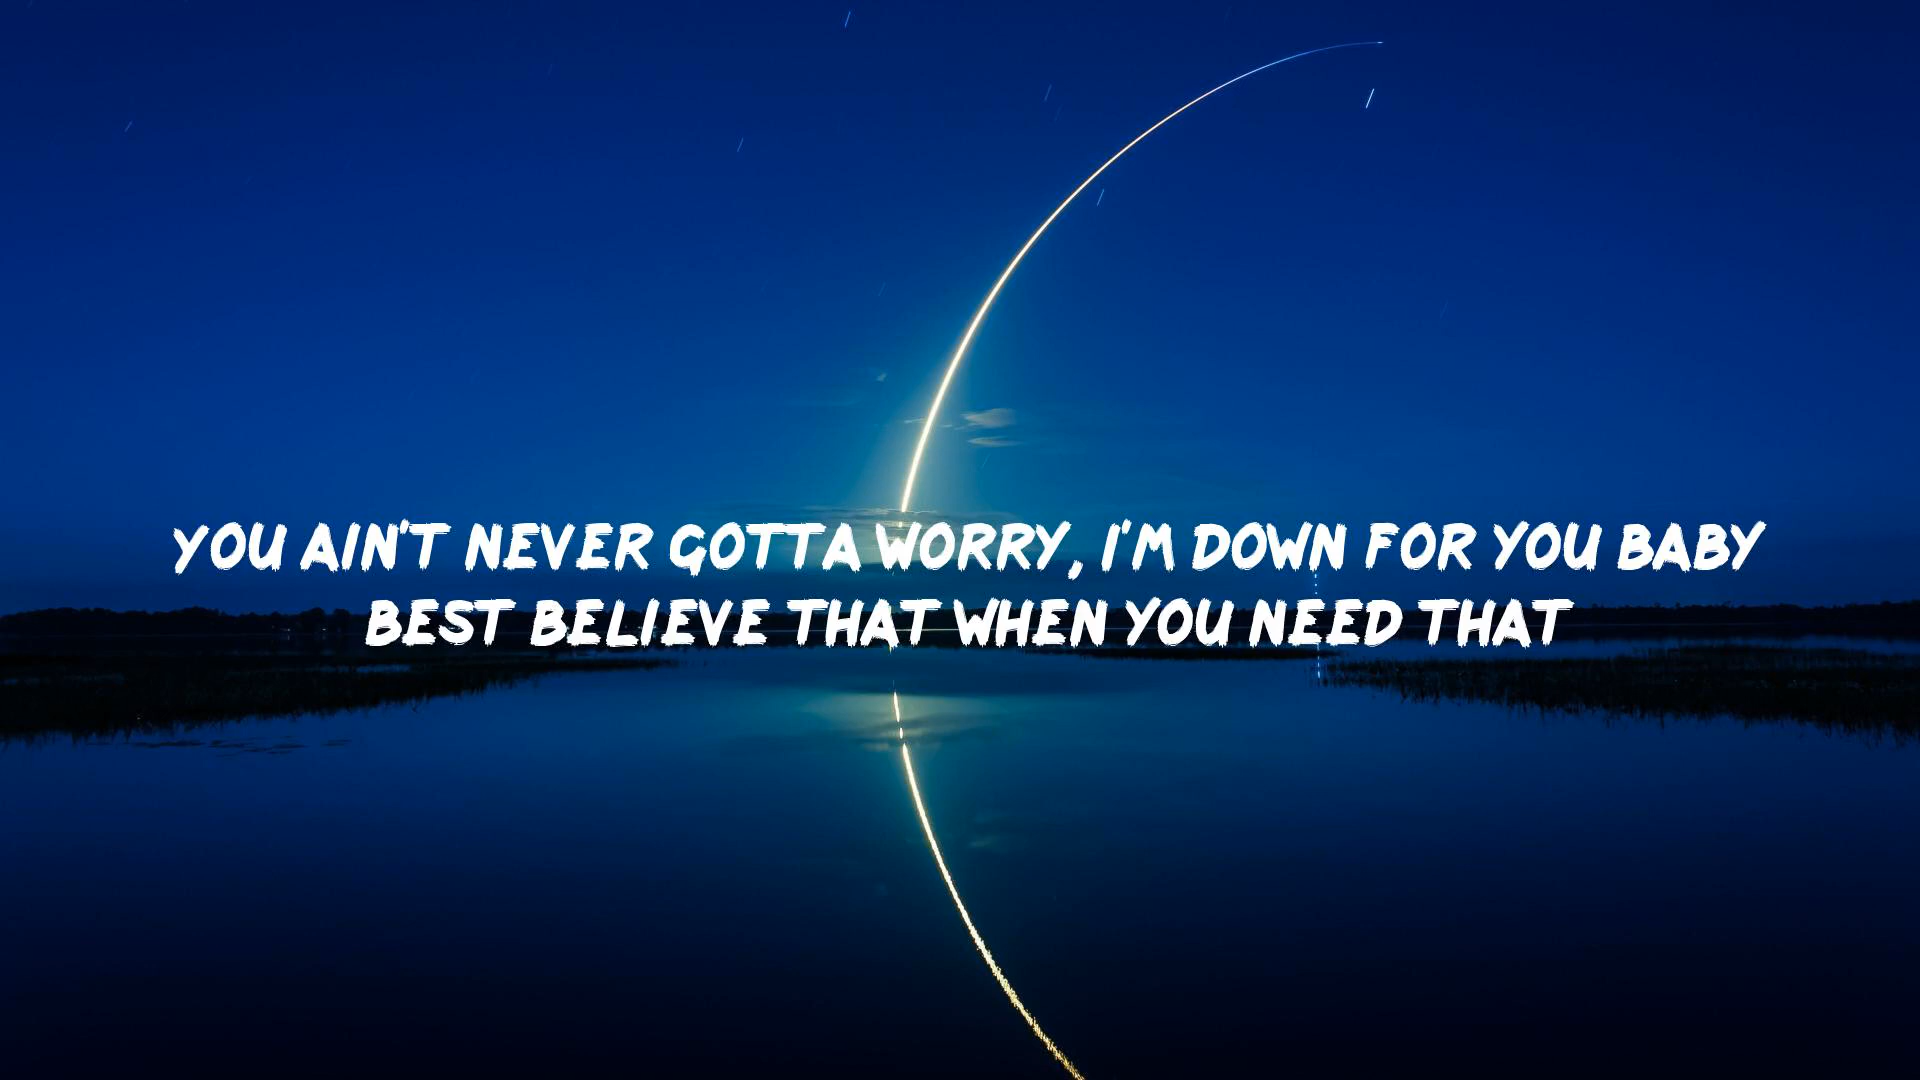 YOU AIN'T NEVER GOTTA WORRY, I'M DOWN FOR YOU BABY
BEST BELIEVE THAT WHEN YOU NEED THAT